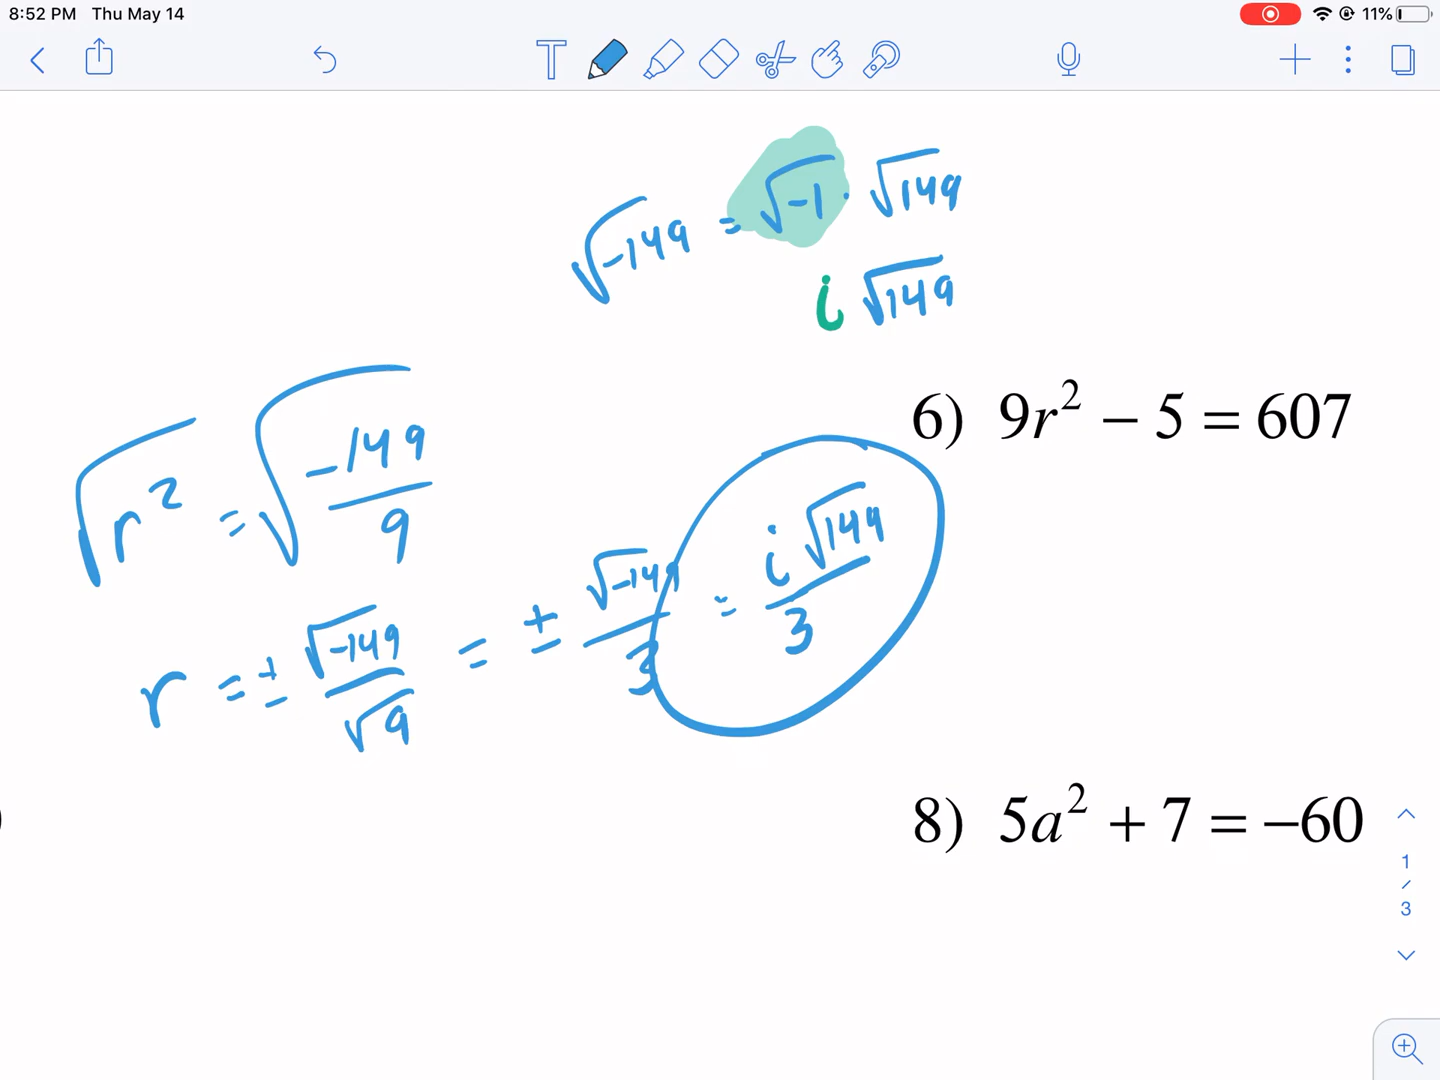 8:52 PM Thu May 14
11%
T
√-149 = √-1 · √149
i √149
6) 9r² − 5 = 607
√r² = √-149/9
r = ± √-149/√9 = ± √-149/3 = i √149/3
8) 5a² + 7 = −60
1
/
3